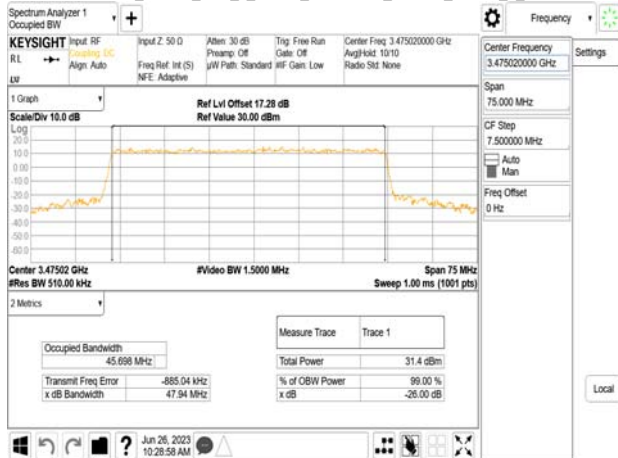 Spectrum Analyzer 1
Occupied BW
KEYSIGHT Input: RF Input Z: 50 Ω Atten: 30 dB Trig: Free Run Center Freq: 3.475020000 GHz
RL Coupling: DC Preamp: Off Gate: Off Avg|Hold: 10/10
Align: Auto Freq Ref: Int (S) µW Path: Standard #IF Gain: Low Radio Std: None
LVI NFE: Adaptive
Frequency
Settings
Center Frequency
3.475020000 GHz
Span
75.000 MHz
CF Step
7.500000 MHz
Auto
Man
Freq Offset
0 Hz
Local
1 Graph
Ref Lvl Offset 17.28 dB
Scale/Div 10.0 dB Ref Value 30.00 dBm
Log
20.0
10.0
0.00
-10.0
-20.0
-30.0
-40.0
-50.0
-60.0
Center 3.47502 GHz #Video BW 1.5000 MHz Span 75 MHz
#Res BW 510.00 kHz Sweep 1.00 ms (1001 pts)
2 Metrics
Measure Trace Trace 1
Occupied Bandwidth
45.698 MHz Total Power 31.4 dBm
Transmit Freq Error -885.04 kHz % of OBW Power 99.00 %
x dB Bandwidth 47.94 MHz x dB -26.00 dB
? Jun 26, 2023
10:28:58 AM